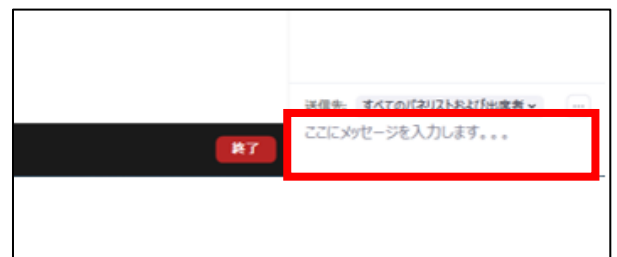 送信先: すべてのパネリストおよび出席者
ここにメッセージを入力します。。。
終了